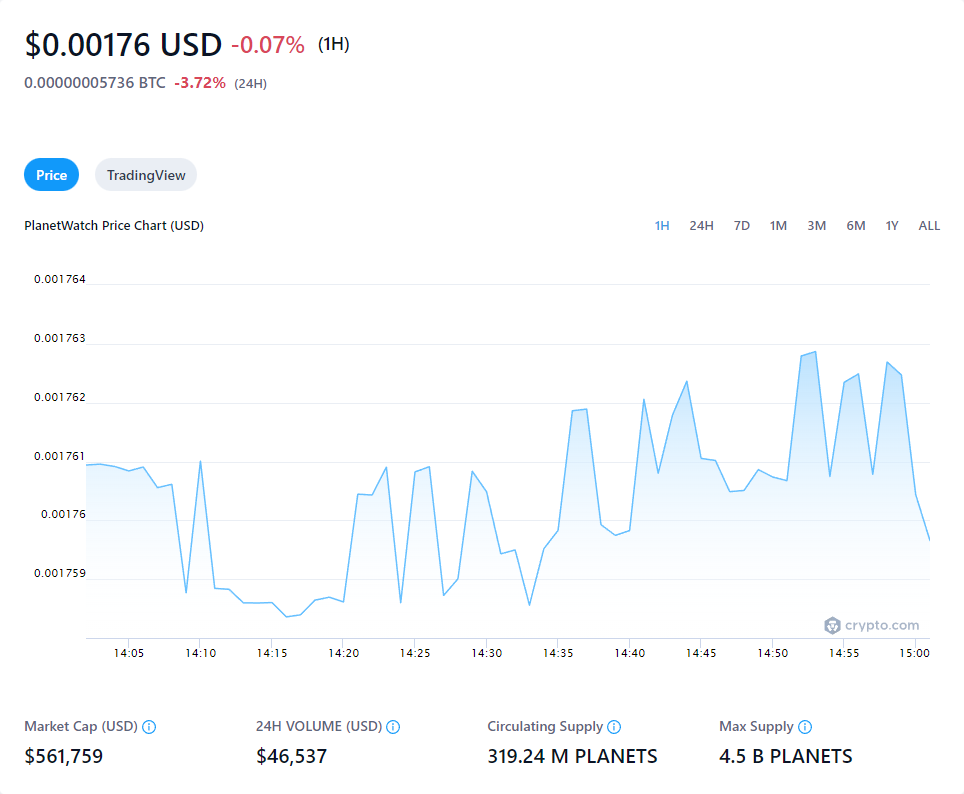 $0.00176 USD -0.07% (1H)
0.00000005736 BTC -3.72% (24H)
Price TradingView
PlanetWatch Price Chart (USD) 1H 24H 7D 1M 3M 6M 1Y ALL
0.001764
0.001763
0.001762
0.001761
0.00176
0.001759
crypto.com
14:05 14:10 14:15 14:20 14:25 14:30 14:35 14:40 14:45 14:50 14:55 15:00
Market Cap (USD) 24H VOLUME (USD) Circulating Supply Max Supply
$561,759 $46,537 319.24 M PLANETS 4.5 B PLANETS